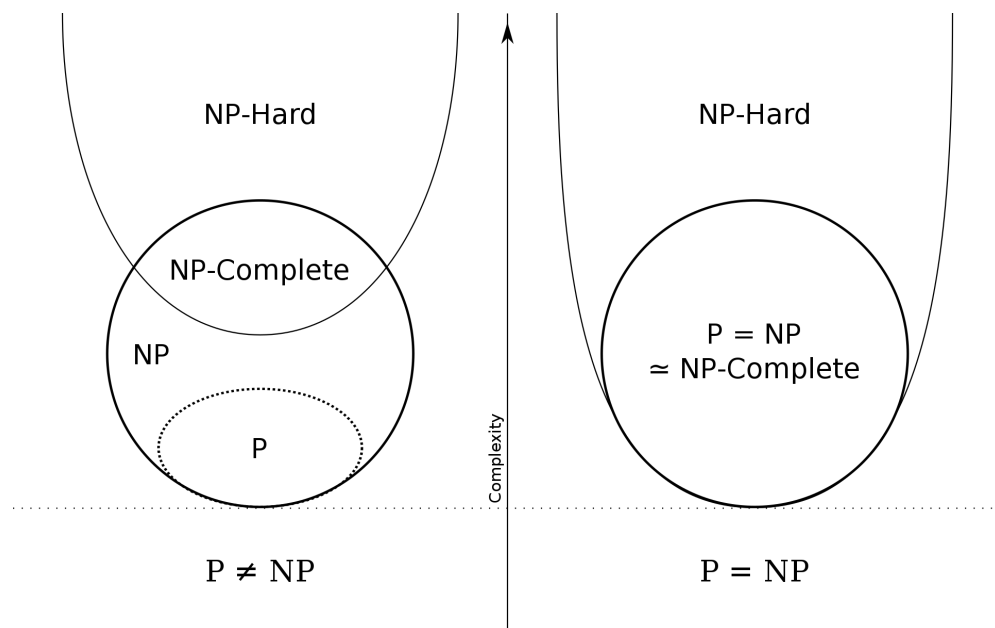 NP-Hard
NP-Complete
NP
P
P ≠ NP
Complexity
NP-Hard
P = NP
≃ NP-Complete
P = NP